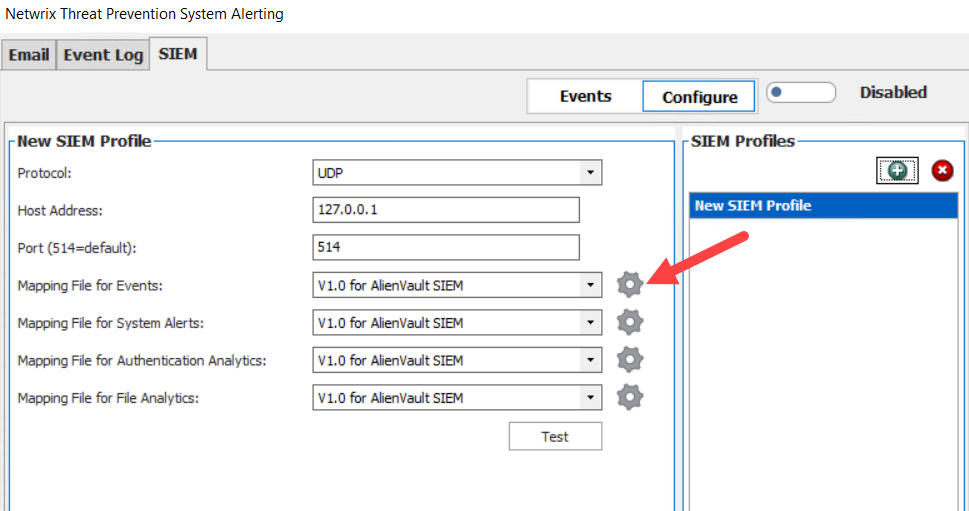 Netwrix Threat Prevention System Alerting
Email Event Log SIEM
Events Configure Disabled
New SIEM Profile
Protocol: UDP
Host Address: 127.0.0.1
Port (514=default): 514
Mapping File for Events: V1.0 for AlienVault SIEM
Mapping File for System Alerts: V1.0 for AlienVault SIEM
Mapping File for Authentication Analytics: V1.0 for AlienVault SIEM
Mapping File for File Analytics: V1.0 for AlienVault SIEM
Test
SIEM Profiles
New SIEM Profile